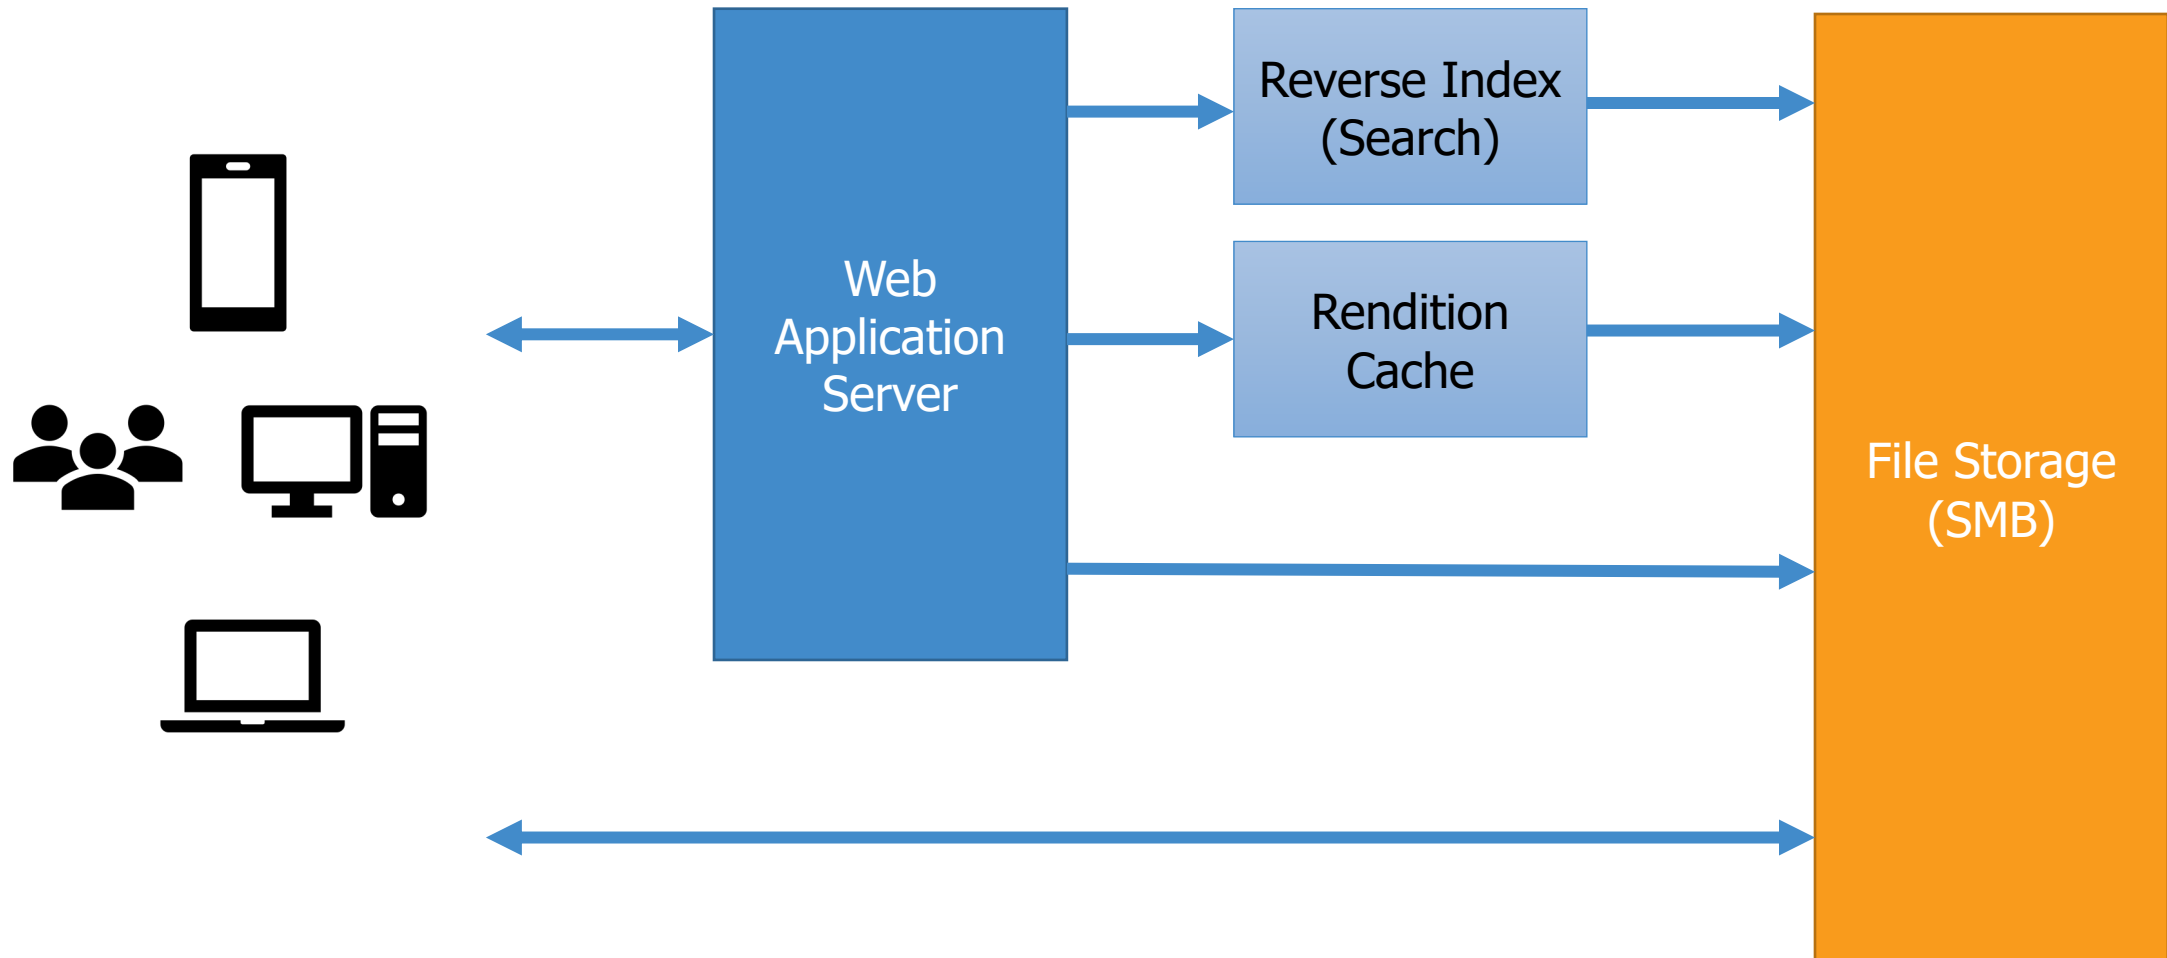 Web
Application
Server
Reverse Index
(Search)
Rendition
Cache
File Storage
(SMB)